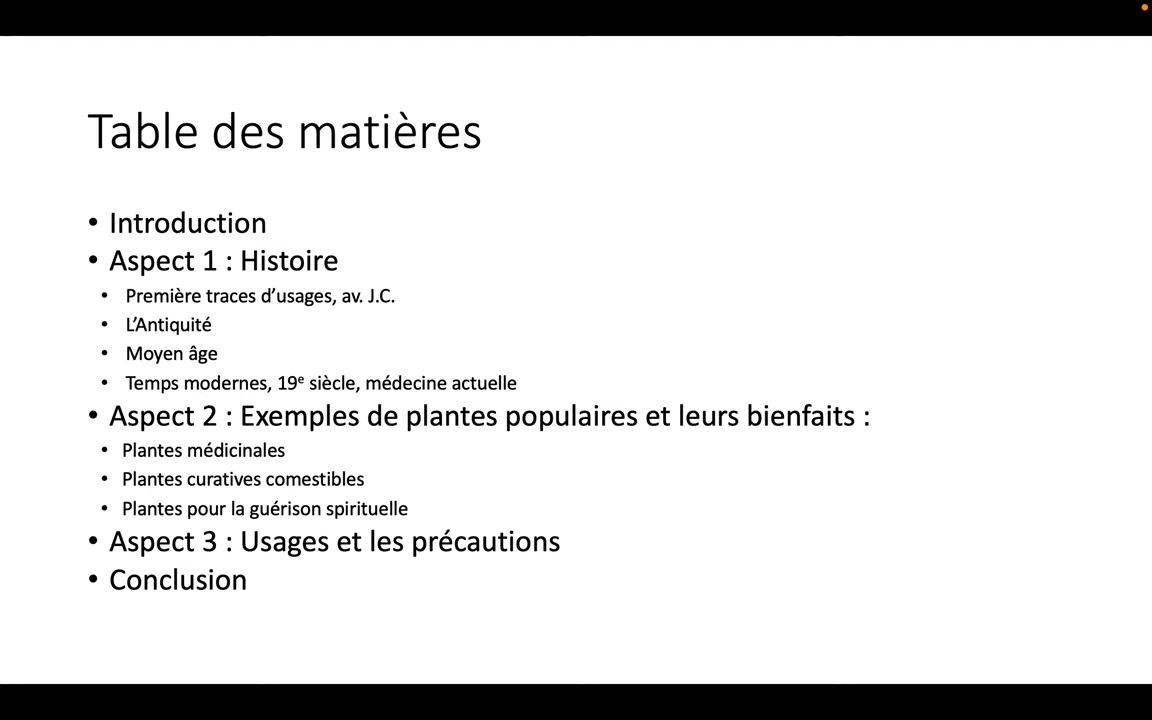 Table des matières
• Introduction
• Aspect 1 : Histoire
• Première traces d’usages, av. J.C.
• L’Antiquité
• Moyen âge
• Temps modernes, 19e siècle, médecine actuelle
• Aspect 2 : Exemples de plantes populaires et leurs bienfaits :
• Plantes médicinales
• Plantes curatives comestibles
• Plantes pour la guérison spirituelle
• Aspect 3 : Usages et les précautions
• Conclusion